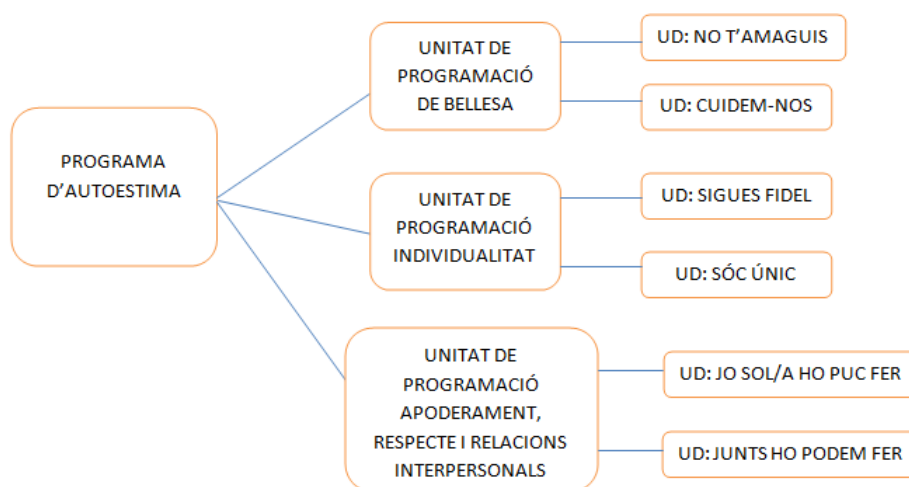 PROGRAMA
D'AUTOESTIMA
UNITAT DE
PROGRAMACIÓ
DE BELLESA
UD: NO T'AMAGUIS
UD: CUIDEM-NOS
UNITAT DE
PROGRAMACIÓ
INDIVIDUALITAT
UD: SIGUES FIDEL
UD: SÓC ÚNIC
UNITAT DE
PROGRAMACIÓ
APODERAMENT,
RESPECTE I RELACIONS
INTERPERSONALS
UD: JO SOL/A HO PUC FER
UD: JUNTS HO PODEM FER